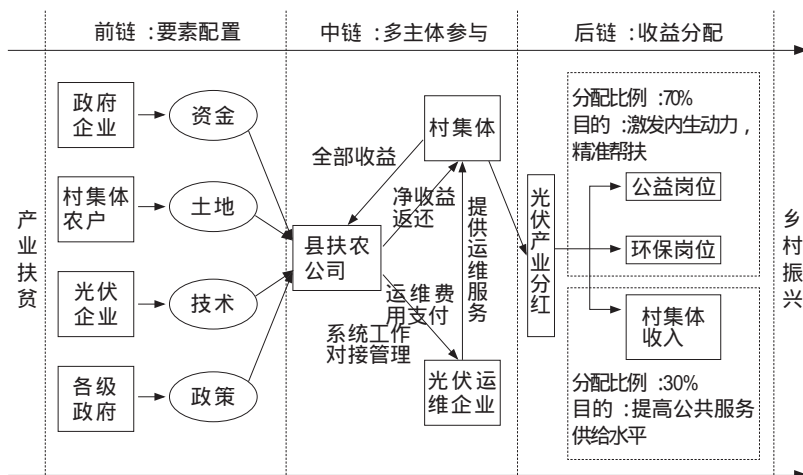 前链:要素配置
中链:多主体参与
后链:收益分配
产业扶贫
政府
企业
资金
村集体
农户
土地
光伏
企业
技术
各级
政府
政策
村集体
全部收益
净收益
返还
县扶农
公司
提供运维服务
运维费
用支付
系统工作
对接管理
光伏运
维企业
光伏产业分红
分配比例:70%
目的:激发内生动力,
精准帮扶
公益岗位
环保岗位
村集体
收入
分配比例:30%
目的:提高公共服务
供给水平
乡村振兴